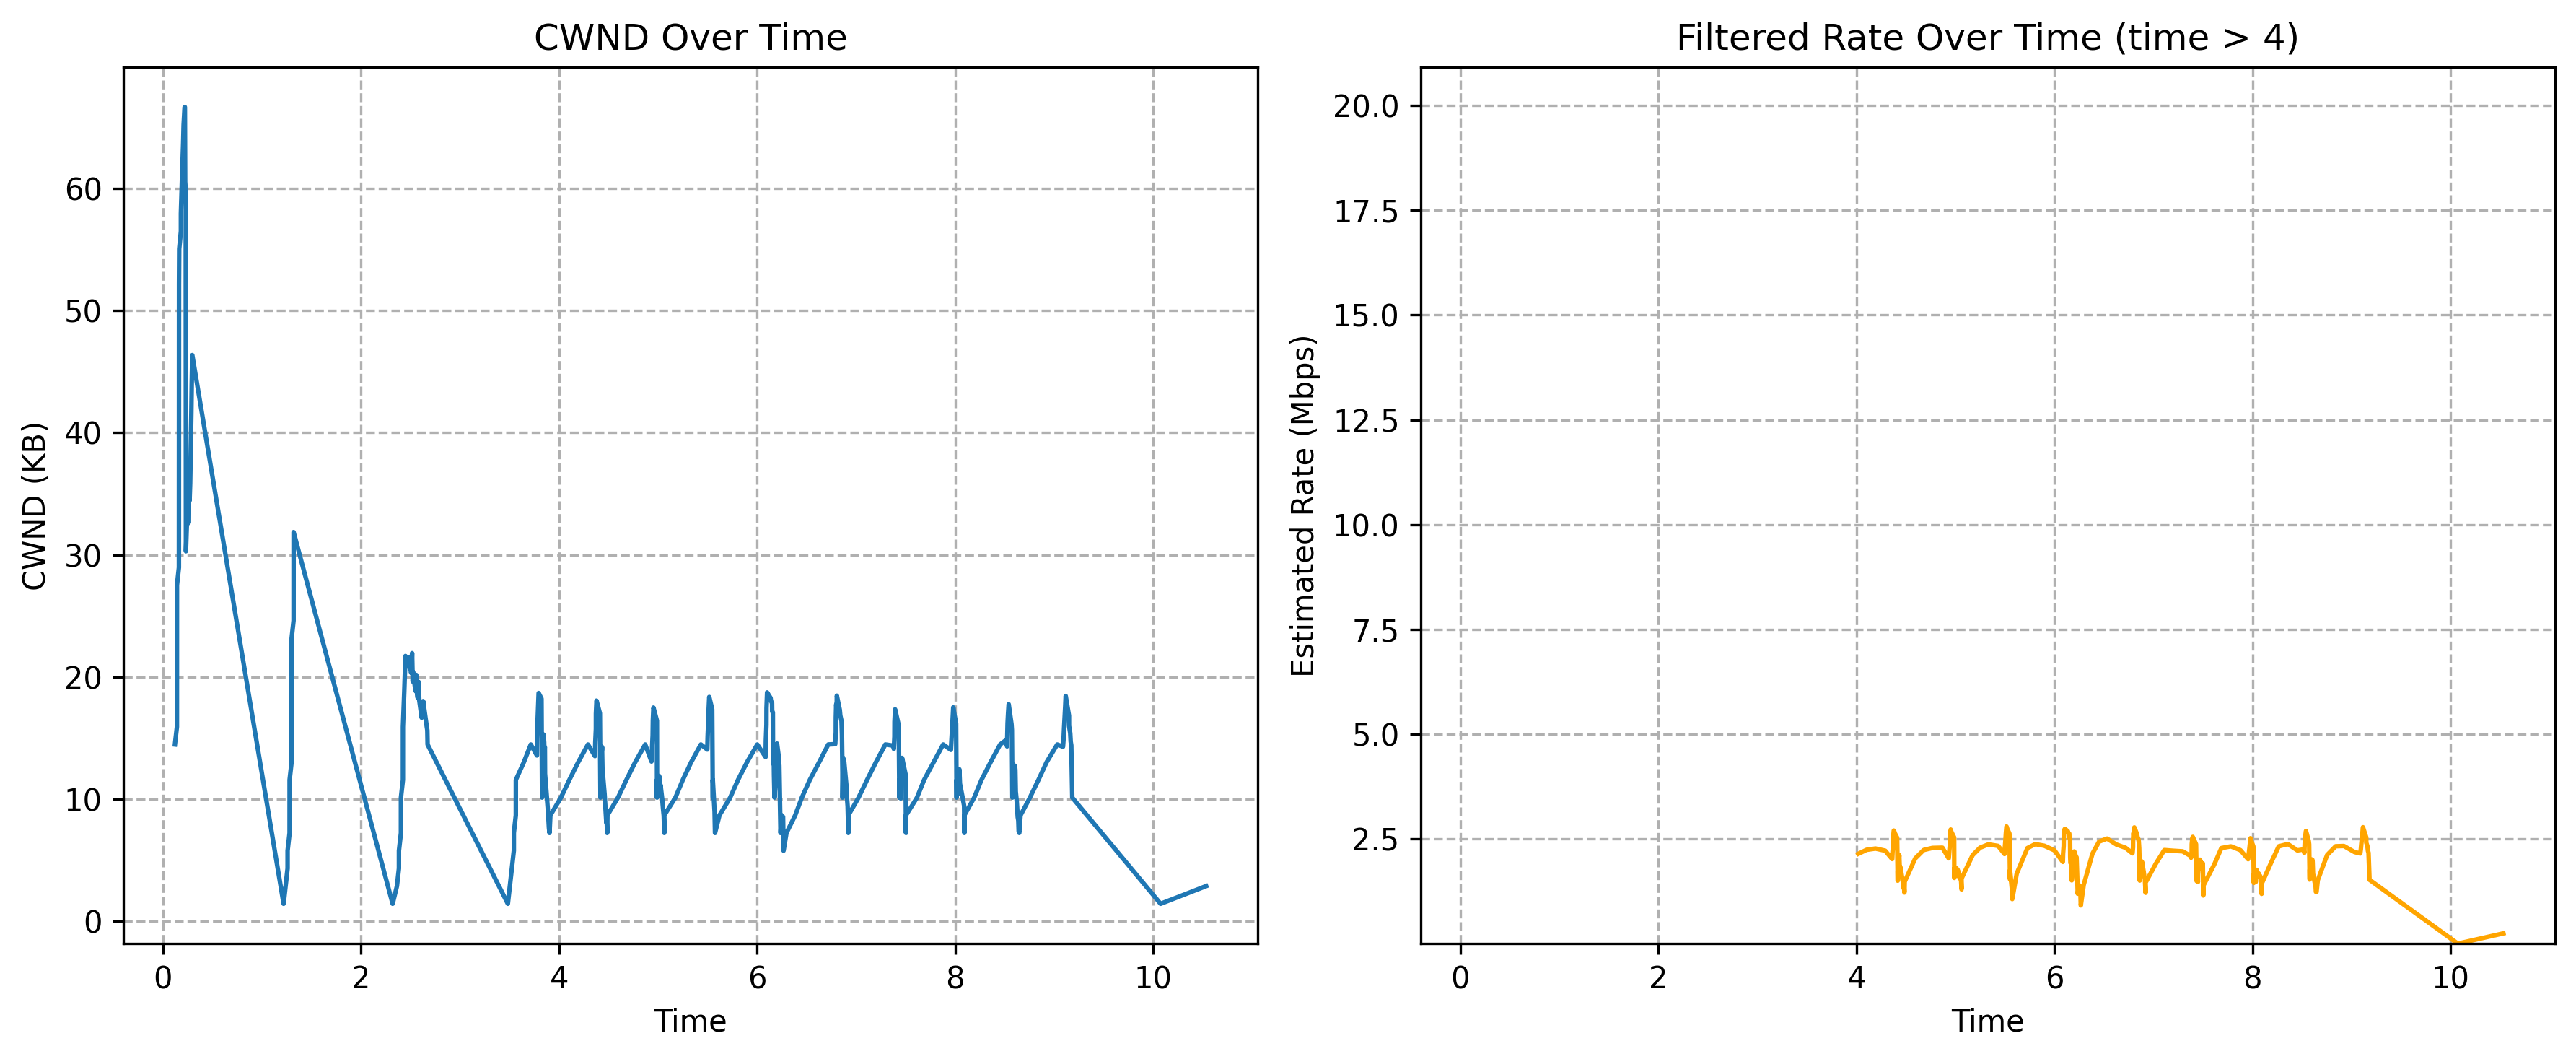 CWND Over Time
CWND (KB)
60
50
40
30
20
10
0
0 2 4 6 8 10
Time
Filtered Rate Over Time (time > 4)
Estimated Rate (Mbps)
20.0
17.5
15.0
12.5
10.0
7.5
5.0
2.5
0 2 4 6 8 10
Time